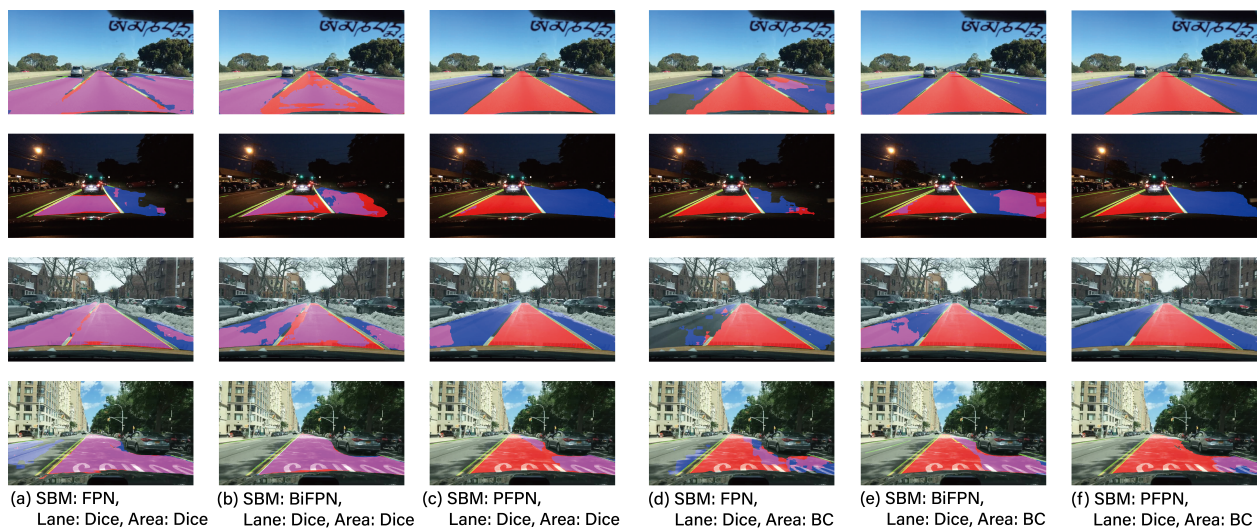 (a) SBM: FPN,
Lane: Dice, Area: Dice
(b) SBM: BiFPN,
Lane: Dice, Area: Dice
(c) SBM: PFPN,
Lane: Dice, Area: Dice
(d) SBM: FPN,
Lane: Dice, Area: BC
(e) SBM: BiFPN,
Lane: Dice, Area: BC
(f) SBM: PFPN,
Lane: Dice, Area: BC